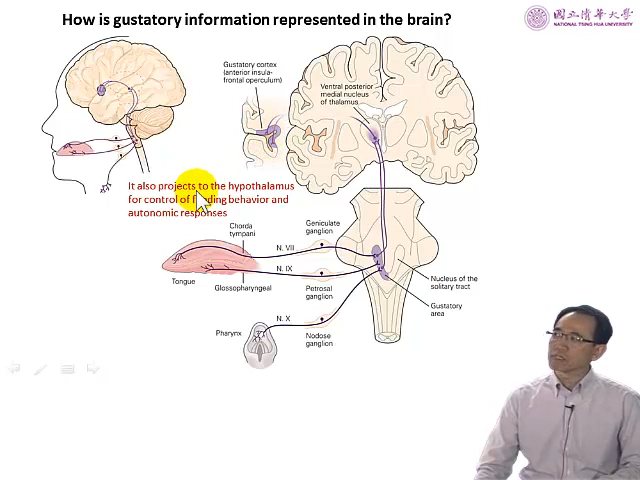 How is gustatory information represented in the brain?
國立清華大學
NATIONAL TSING HUA UNIVERSITY
Gustatory cortex
(anterior insula-
frontal operculum)
Ventral posterior
medial nucleus
of thalamus
It also projects to the hypothalamus
for control of feeding behavior and
autonomic responses
Chorda
tympani
Geniculate
ganglion
N. VII
N. IX
Tongue
Glossopharyngeal
Petrosal
ganglion
Nucleus of the
solitary tract
Gustatory
area
N. X
Pharynx
Nodose
ganglion